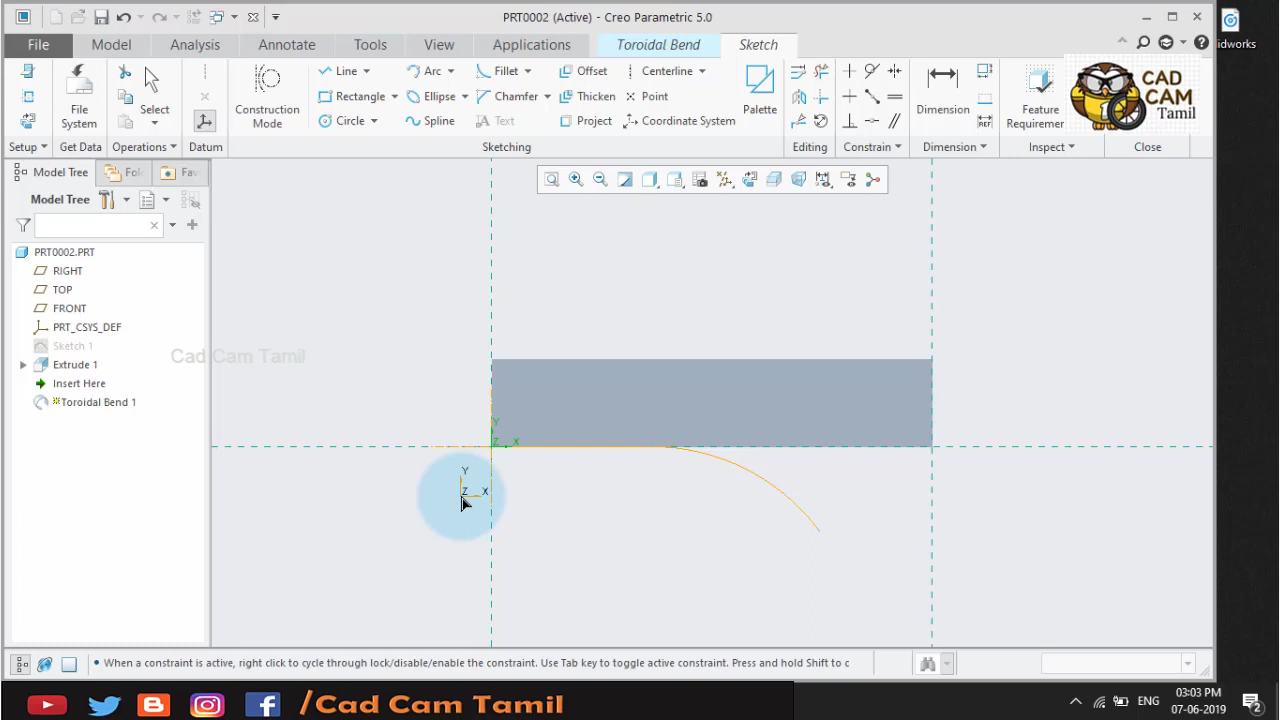 PRT0002 (Active) - Creo Parametric 5.0
idworks
File Model Analysis Annotate Tools View Applications Toroidal Bend Sketch
Line Arc Fillet Offset Centerline
Rectangle Ellipse Chamfer Thicken Point
Circle Spline Text Project Coordinate System
File System
Select
Construction Mode
Palette
Dimension
Feature Requirements
CAD
CAM
Tamil
Setup Get Data Operations Datum Sketching Editing Constrain Dimension Inspect Close
Model Tree Fol Fav
Model Tree
PRT0002.PRT
RIGHT
TOP
FRONT
PRT_CSYS_DEF
Sketch 1
Extrude 1
Insert Here
Toroidal Bend 1
Cad Cam Tamil
Y
Z X
Y
Z X
When a constraint is active, right click to cycle through lock/disable/enable the constraint. Use Tab key to toggle active constraint. Press and hold Shift to c
/Cad Cam Tamil
ENG
03:03 PM
07-06-2019
2